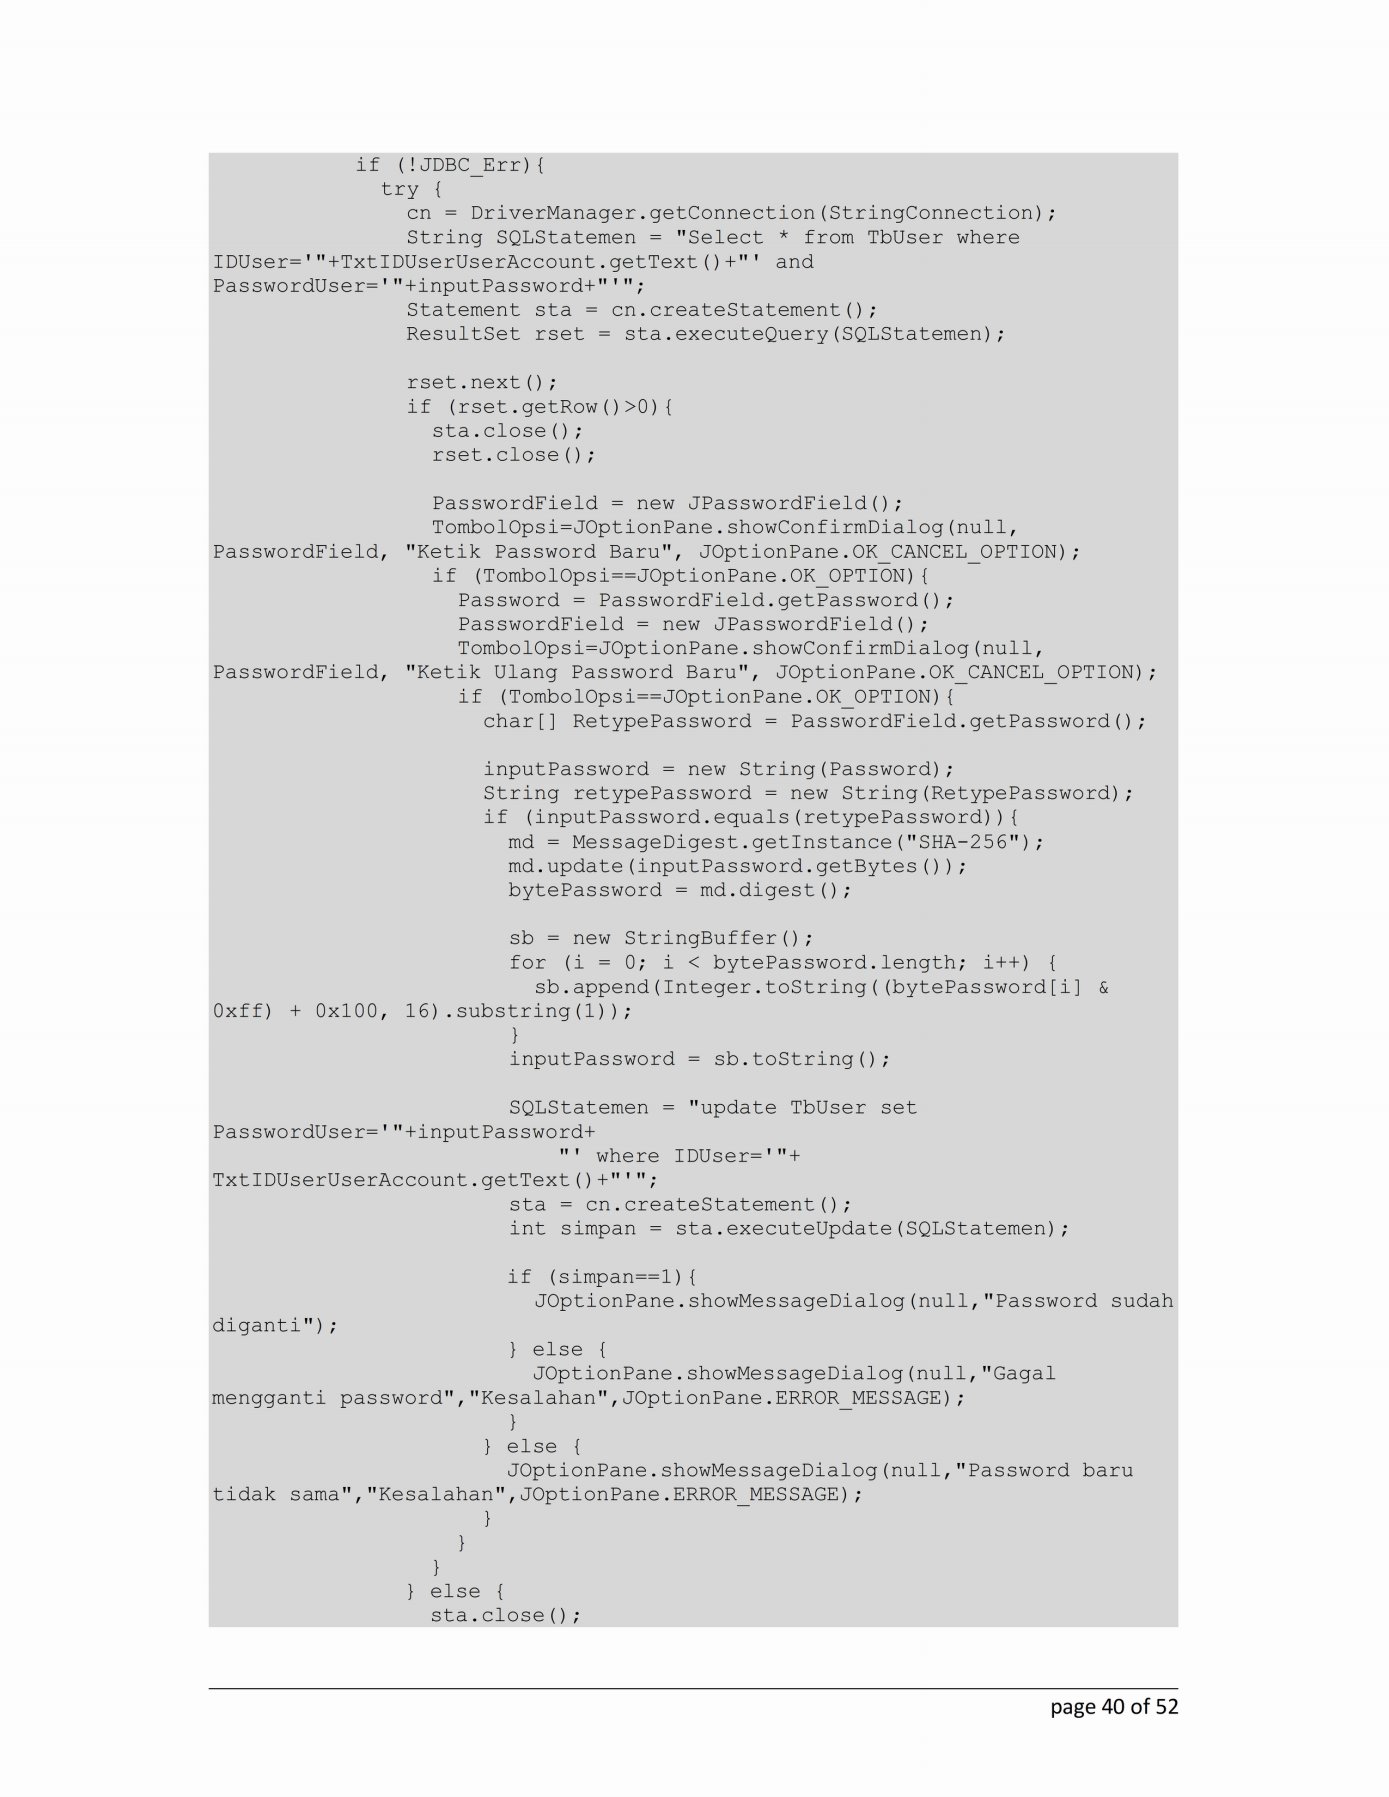 if (!JDBC_Err){
try {
cn = DriverManager.getConnection(StringConnection);
String SQLStatemen = "Select * from TbUser where
IDUser='"+TxtIDUserUserAccount.getText()+"' and
PasswordUser='"+inputPassword+"'";
Statement sta = cn.createStatement();
ResultSet rset = sta.executeQuery(SQLStatemen);
rset.next();
if (rset.getRow()>0){
sta.close();
rset.close();
PasswordField = new JPasswordField();
TombolOpsi=JOptionPane.showConfirmDialog(null,
PasswordField, "Ketik Password Baru", JOptionPane.OK_CANCEL_OPTION);
if (TombolOpsi==JOptionPane.OK_OPTION){
Password = PasswordField.getPassword();
PasswordField = new JPasswordField();
TombolOpsi=JOptionPane.showConfirmDialog(null,
PasswordField, "Ketik Ulang Password Baru", JOptionPane.OK_CANCEL_OPTION);
if (TombolOpsi==JOptionPane.OK_OPTION){
char[] RetypePassword = PasswordField.getPassword();
inputPassword = new String(Password);
String retypePassword = new String(RetypePassword);
if (inputPassword.equals(retypePassword)){
md = MessageDigest.getInstance("SHA-256");
md.update(inputPassword.getBytes());
bytePassword = md.digest();
sb = new StringBuffer();
for (i = 0; i < bytePassword.length; i++) {
sb.append(Integer.toString((bytePassword[i] &
0xff) + 0x100, 16).substring(1));
}
inputPassword = sb.toString();
SQLStatemen = "update TbUser set
PasswordUser='"+inputPassword+
"' where IDUser='"+
TxtIDUserUserAccount.getText()+"'";
sta = cn.createStatement();
int simpan = sta.executeUpdate(SQLStatemen);
if (simpan==1){
JOptionPane.showMessageDialog(null,"Password sudah
diganti");
} else {
JOptionPane.showMessageDialog(null,"Gagal
mengganti password","Kesalahan",JOptionPane.ERROR_MESSAGE);
}
} else {
JOptionPane.showMessageDialog(null,"Password baru
tidak sama","Kesalahan",JOptionPane.ERROR_MESSAGE);
}
}
}
} else {
sta.close();
page 40 of 52